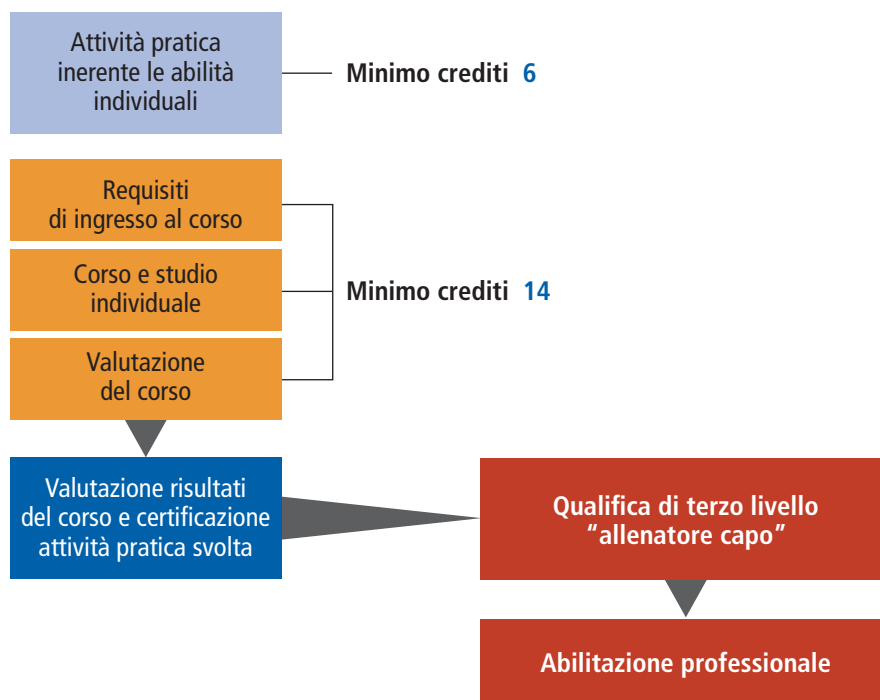 Attività pratica
inerente le abilità
individuali
Minimo crediti 6
Requisiti
di ingresso al corso
Corso e studio
individuale
Minimo crediti 14
Valutazione
del corso
Valutazione risultati
del corso e certificazione
attività pratica svolta
Qualifica di terzo livello
“allenatore capo”
Abilitazione professionale